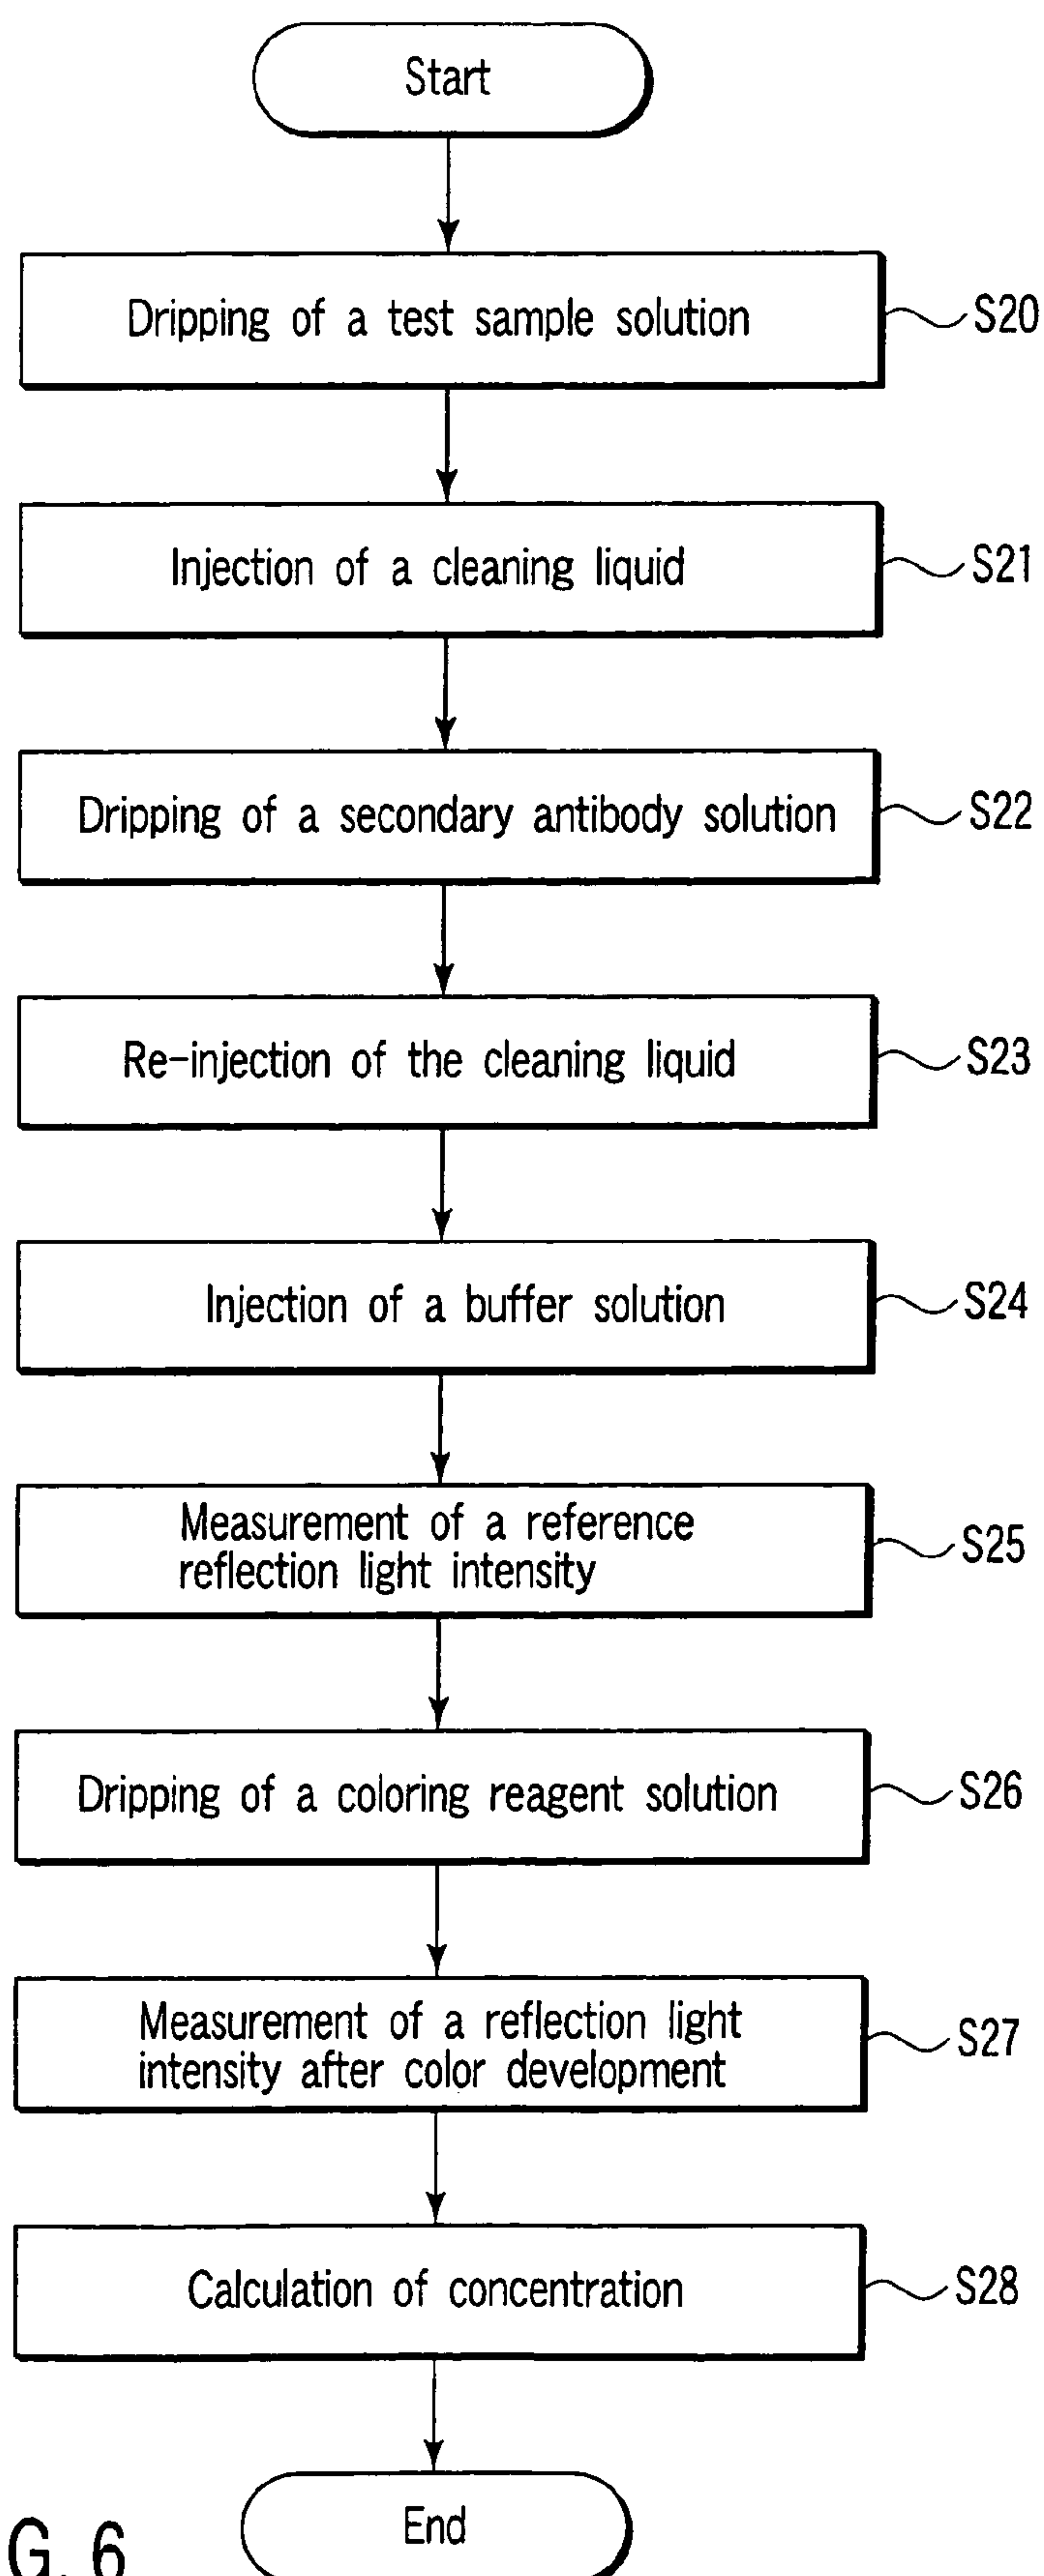 Start
Dripping of a test sample solution
S20
Injection of a cleaning liquid
S21
Dripping of a secondary antibody solution
S22
Re-injection of the cleaning liquid
S23
Injection of a buffer solution
S24
Measurement of a reference
reflection light intensity
S25
Dripping of a coloring reagent solution
S26
Measurement of a reflection light
intensity after color development
S27
Calculation of concentration
S28
End
G. 6